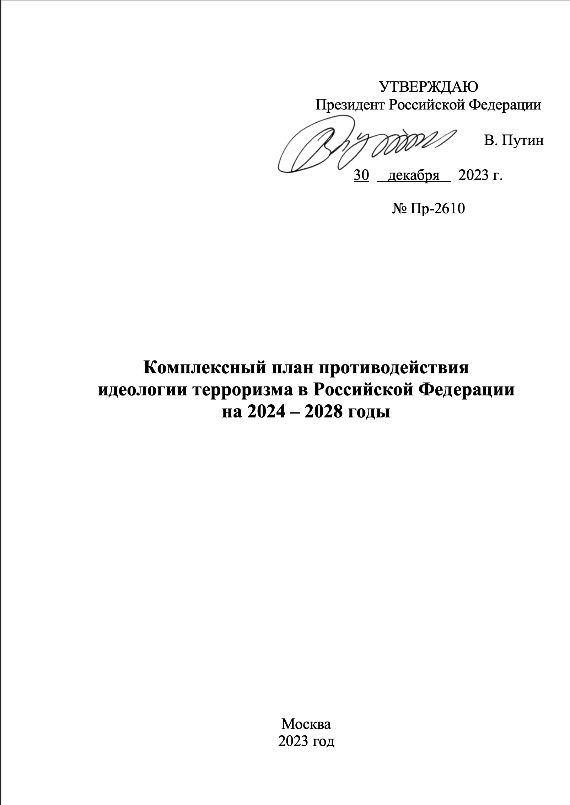 УТВЕРЖДАЮ
Президент Российской Федерации
В. Путин
30 декабря 2023 г.
№ Пр-2610
Комплексный план противодействия
идеологии терроризма в Российской Федерации
на 2024 – 2028 годы
Москва
2023 год